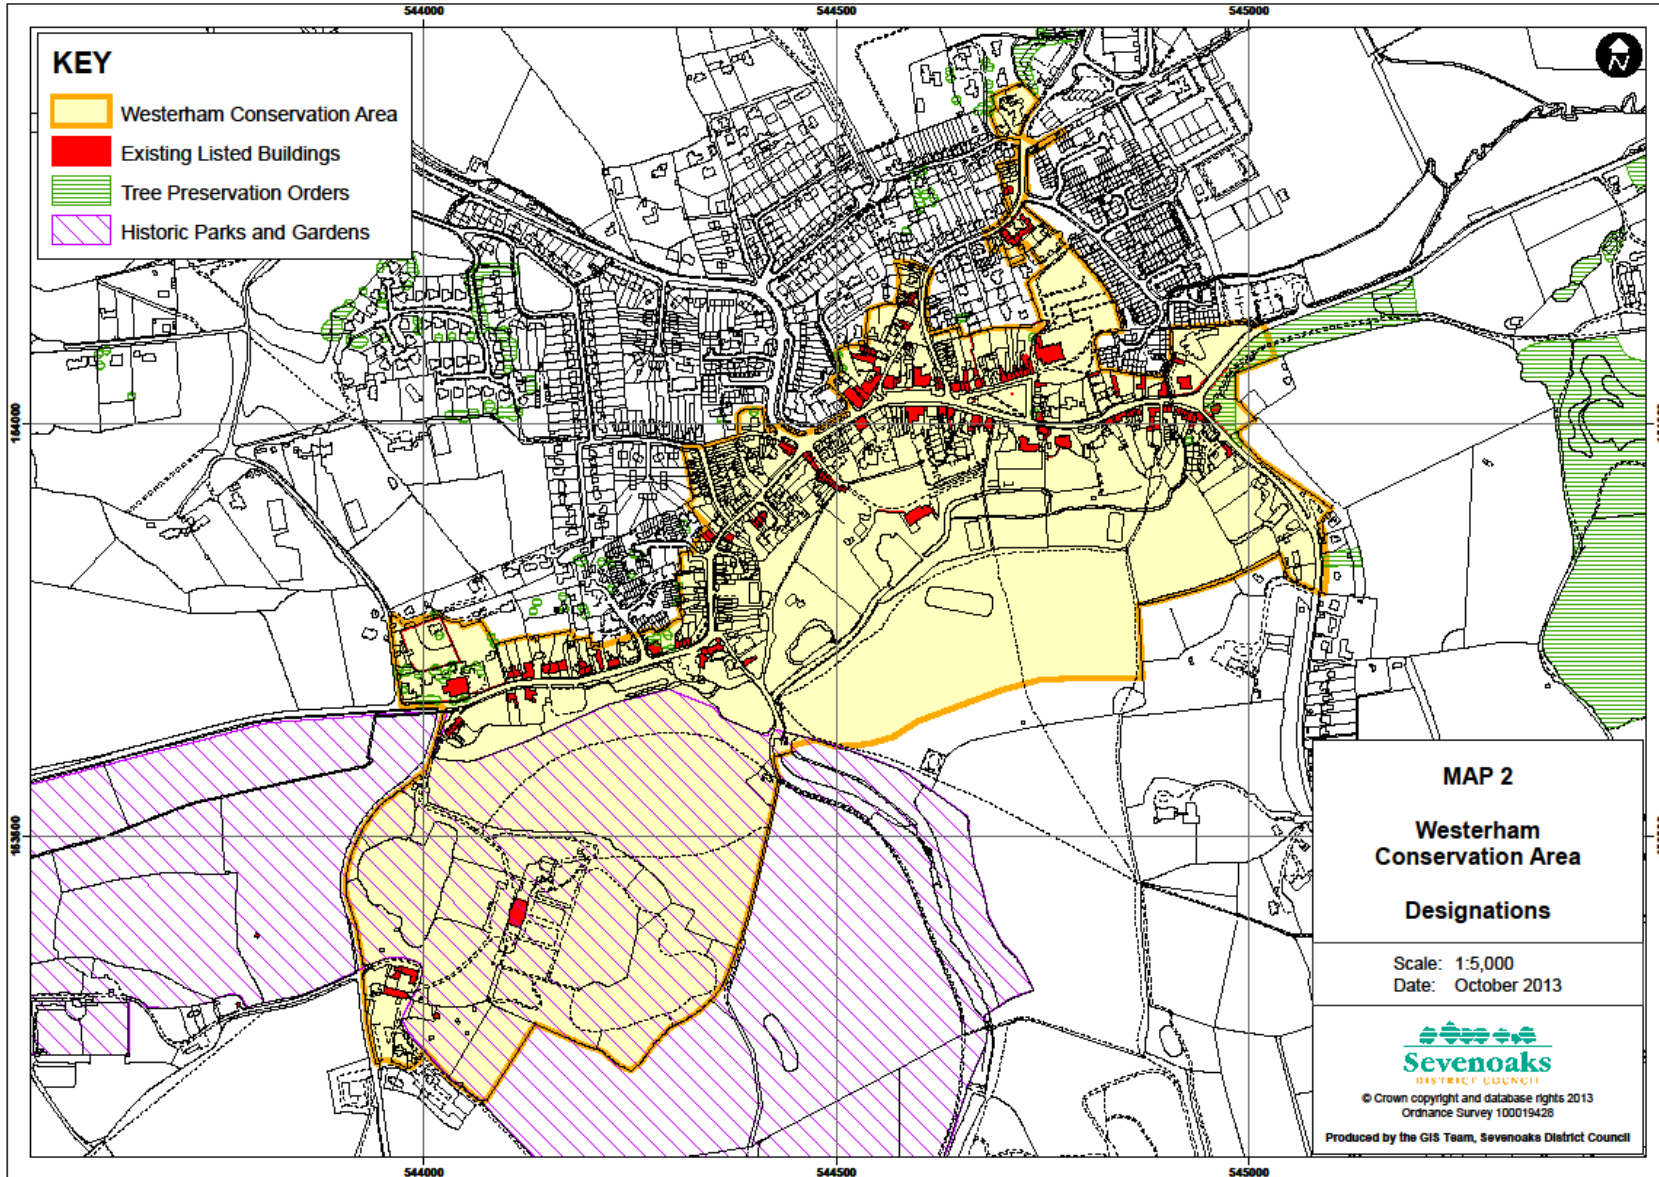 544000
544500
545000
KEY
Westerham Conservation Area
Existing Listed Buildings
Tree Preservation Orders
Historic Parks and Gardens
N
164000
163500
MAP 2
Westerham
Conservation Area
Designations
Scale: 1:5,000
Date: October 2013
Sevenoaks
DISTRICT COUNCIL
© Crown copyright and database rights 2013
Ordnance Survey 100019428
Produced by the GIS Team, Sevenoaks District Council
544000
544500
545000